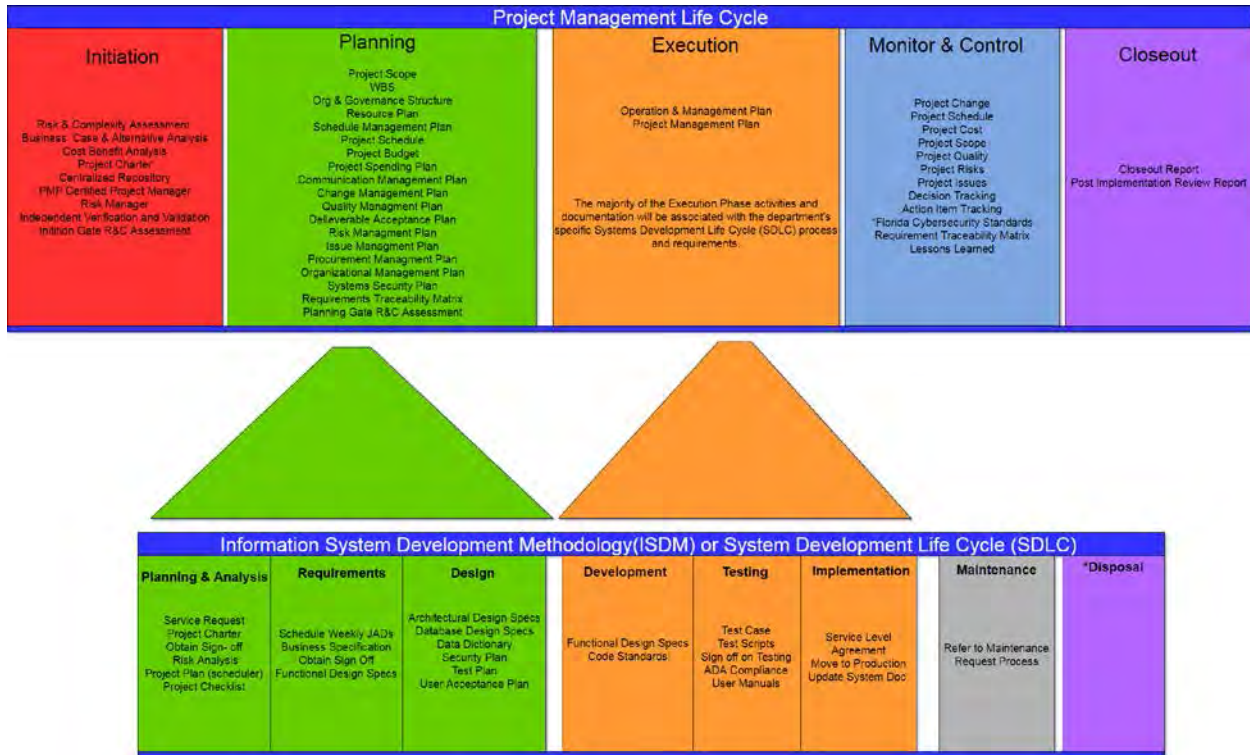 Project Management Life Cycle
Initiation
Risk & Complexity Assessment
Business Case & Alternative Analysis
Cost Benefit Analysis
Project Charter
Centralized Repository
PMP Certified Project Manager
Risk Manager
Independent Verification and Validation
Initition Gate R&C Assessment
Planning
Project Scope
WBS
Org & Governance Structure
Resource Plan
Schedule Management Plan
Project Schedule
Project Budget
Project Spending Plan
Communication Management Plan
Change Management Plan
Quality Managment Plan
Delieverable Acceptance Plan
Risk Managment Plan
Issue Managment Plan
Procurement Managment Plan
Organizational Management Plan
Systems Security Plan
Requirements Traceability Matrix
Planning Gate R&C Assessment
Execution
Operation & Management Plan
Project Management Plan
The majority of the Execution Phase activities and
documentation will be associated with the department's
specific Systems Development Life Cycle (SDLC) process
and requirements.
Monitor & Control
Project Change
Project Schedule
Project Cost
Project Scope
Project Quality
Project Risks
Project Issues
Decision Tracking
Action Item Tracking
*Florida Cybersecurity Standards
Requirement Traceability Matrix
Lessons Learned
Closeout
Closeout Report
Post Implementation Review Report
Information System Development Methodology(ISDM) or System Development Life Cycle (SDLC)
Planning & Analysis
Service Request
Project Charter
Obtain Sign- off
Risk Analysis
Project Plan (scheduler)
Project Checklist
Requirements
Schedule Weekly JADs
Business Specification
Obtain Sign Off
Functional Design Specs
Design
Architectural Design Specs
Database Design Specs
Data Dictionary
Security Plan
Test Plan
User Acceptance Plan
Development
Functional Design Specs
Code Standards
Testing
Test Case
Test Scripts
Sign off on Testing
ADA Compliance
User Manuals
Implementation
Service Level
Agreement
Move to Production
Update System Doc
Maintenance
Refer to Maintenance
Request Process
*Disposal